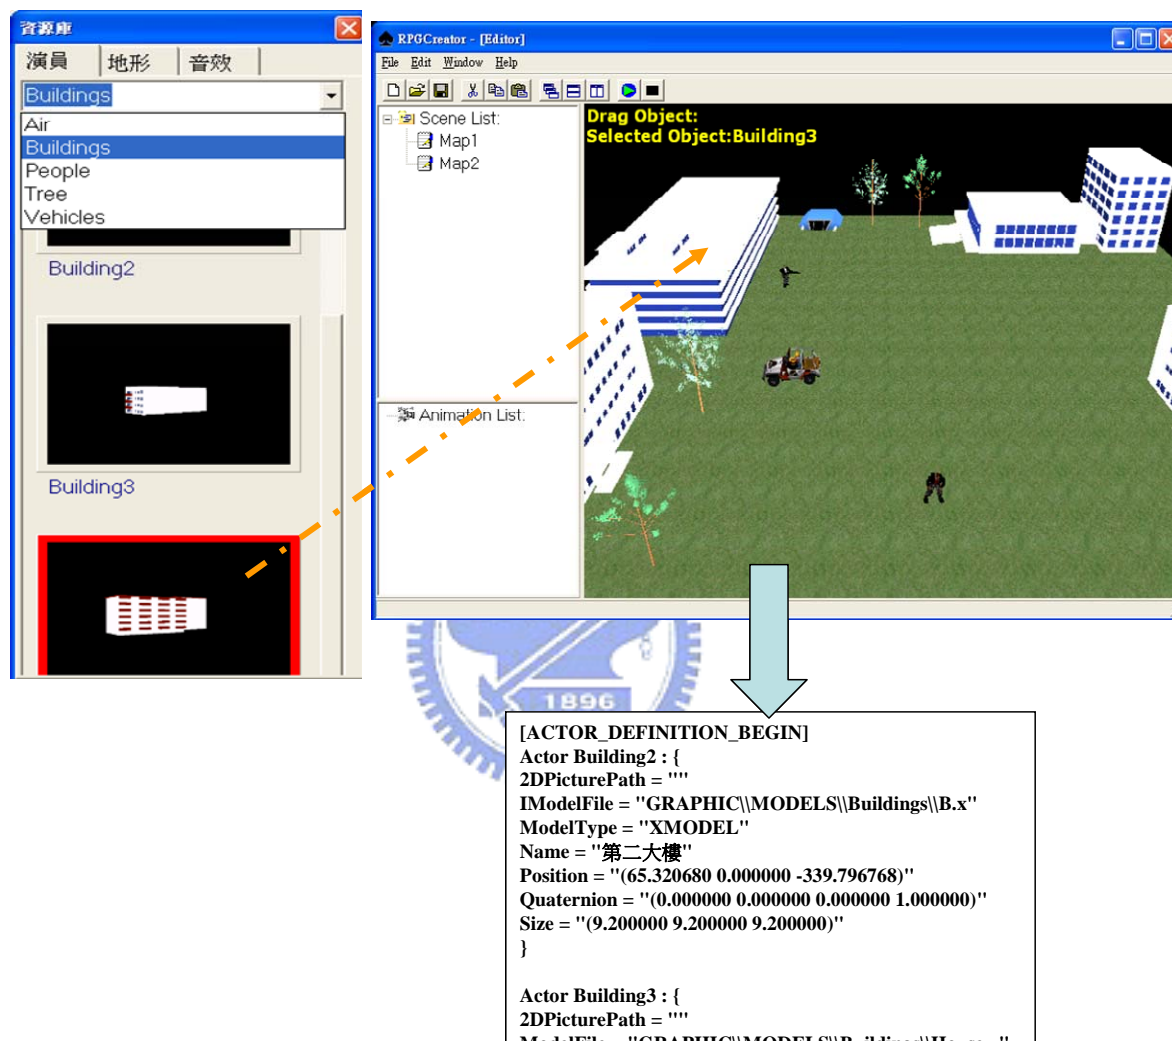 資源庫
演員 地形 音效
Buildings
Air
Buildings
People
Tree
Vehicles
Building2
Building3
RPGCreator - [Editor]
File Edit Window Help
Scene List:
Map1
Map2
Animation List:
Drag Object:
Selected Object:Building3
1896
[ACTOR_DEFINITION_BEGIN]
Actor Building2 : {
2DPicturePath = ""
IModelFile = "GRAPHIC\\MODELS\\Buildings\\B.x"
ModelType = "XMODEL"
Name = "第二大樓"
Position = "(65.320680 0.000000 -339.796768)"
Quaternion = "(0.000000 0.000000 0.000000 1.000000)"
Size = "(9.200000 9.200000 9.200000)"
}
Actor Building3 : {
2DPicturePath = ""
ModelFile = "GRAPHIC\\MODELS\\Buildings\\